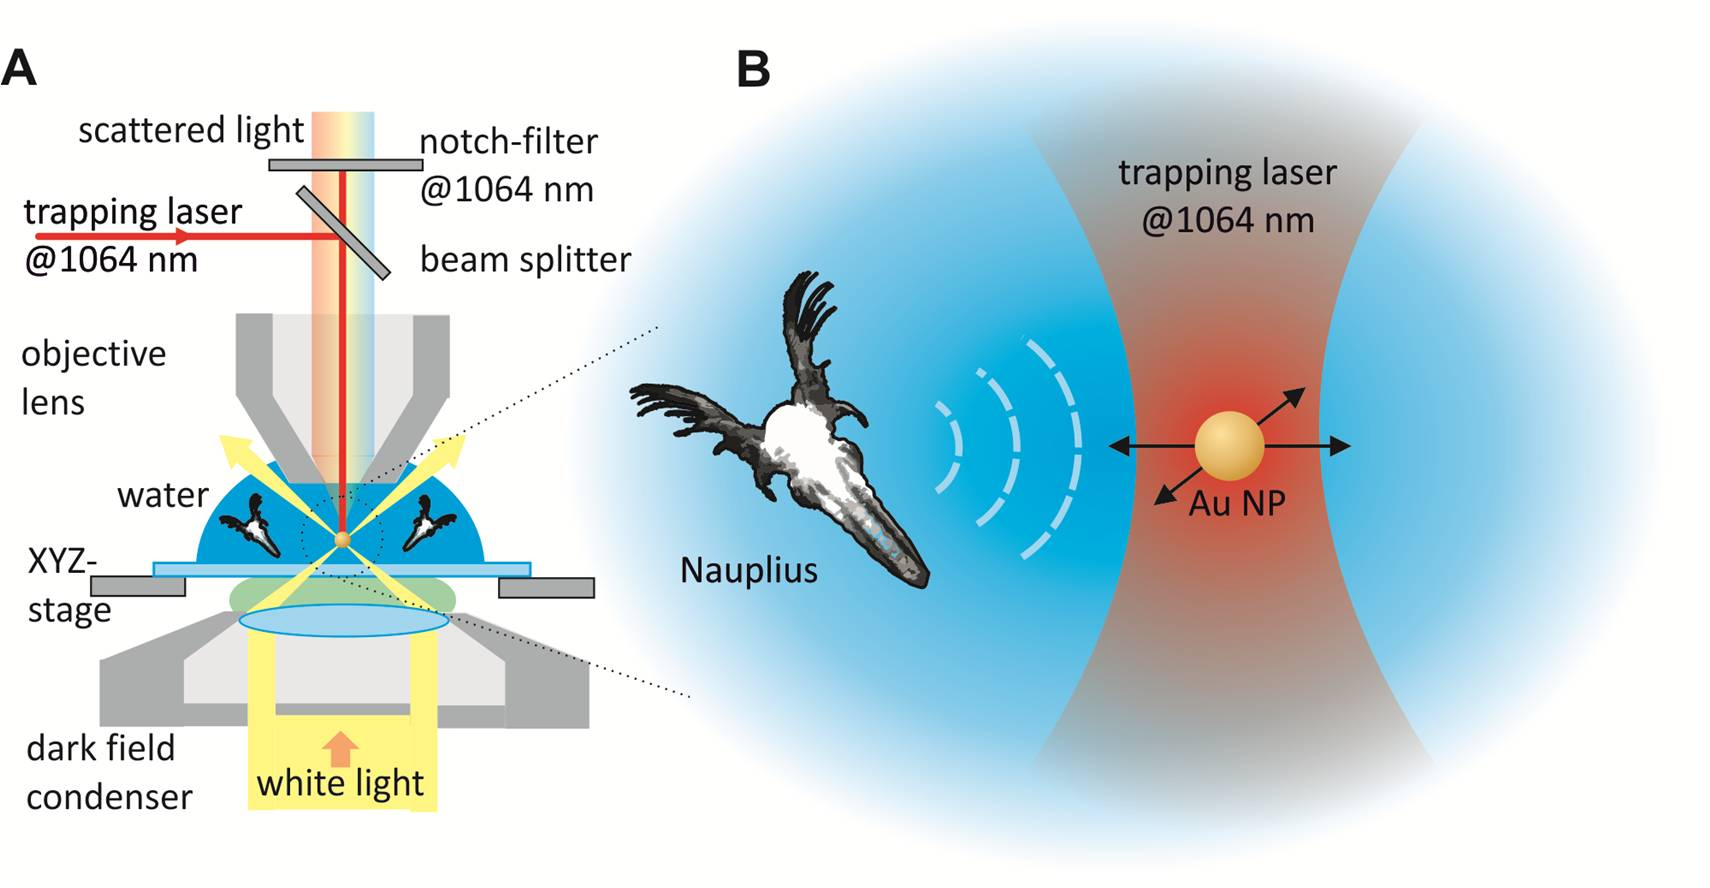 A
scattered light
notch-filter
@1064 nm
trapping laser
@1064 nm
beam splitter
objective
lens
water
XYZ-
stage
dark field
condenser
white light
B
trapping laser
@1064 nm
Au NP
Nauplius